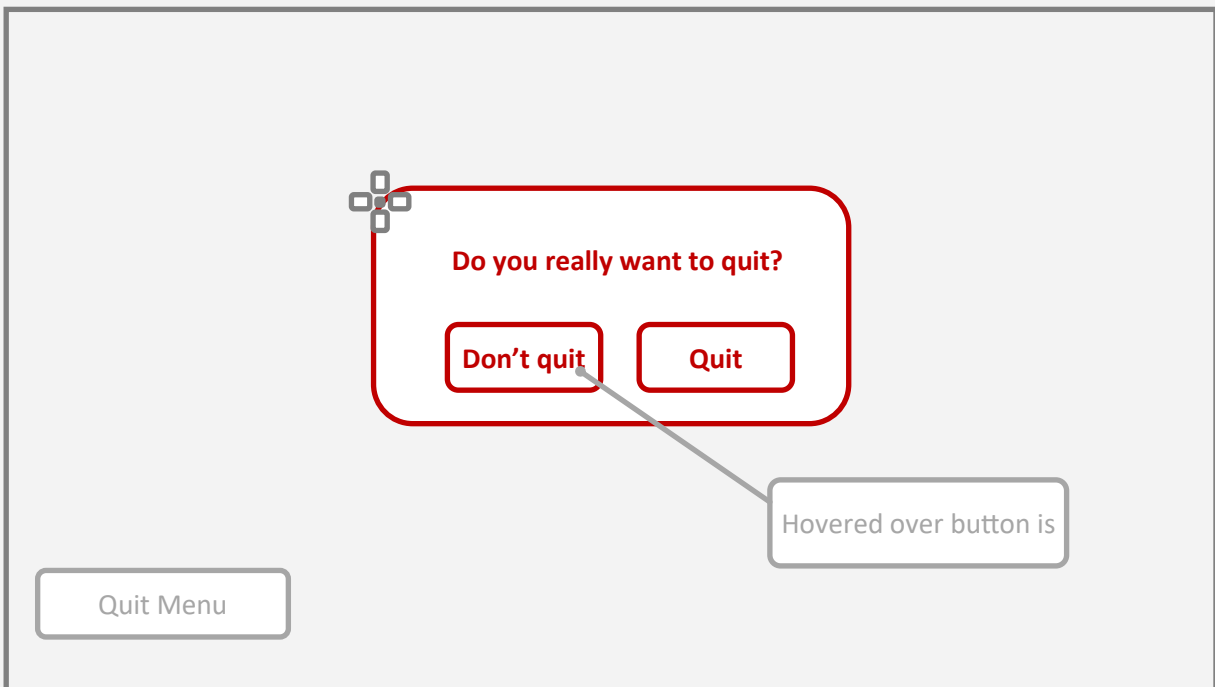 Do you really want to quit?
Don’t quit
Quit
Hovered over button is
Quit Menu